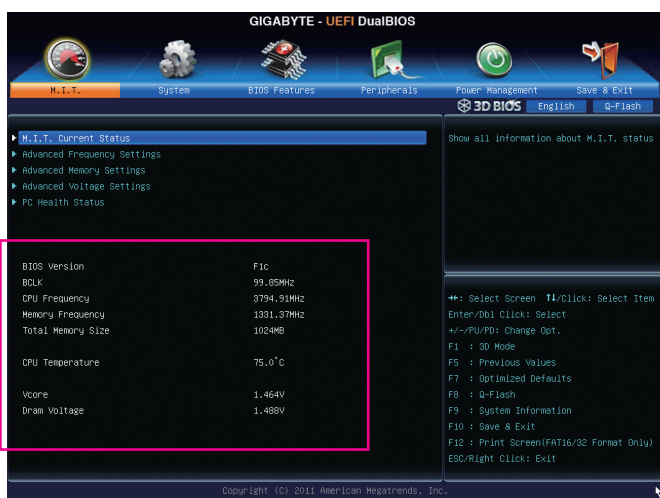 GIGABYTE - UEFI DualBIOS
M.I.T. System BIOS Features Peripherals Power Management Save & Exit
3D BIOS English Q-Flash
M.I.T. Current Status
Advanced Frequency Settings
Advanced Memory Settings
Advanced Voltage Settings
PC Health Status
Show all information about M.I.T. status
BIOS Version F1c
BCLK 99.85MHz
CPU Frequency 3794.91MHz
Memory Frequency 1331.37MHz
Total Memory Size 1024MB
CPU Temperature 75.0°C
Vcore 1.464V
Dram Voltage 1.488V
→←: Select Screen ↑↓/Click: Select Item
Enter/Dbl Click: Select
+/-/PU/PD: Change Opt.
F1 : 3D Mode
F5 : Previous Values
F7 : Optimized Defaults
F8 : Q-Flash
F9 : System Information
F10 : Save & Exit
F12 : Print Screen(FAT16/32 Format Only)
ESC/Right Click: Exit
Copyright (C) 2011 American Megatrends, Inc.